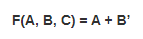 F(A, B, C) = A + B'